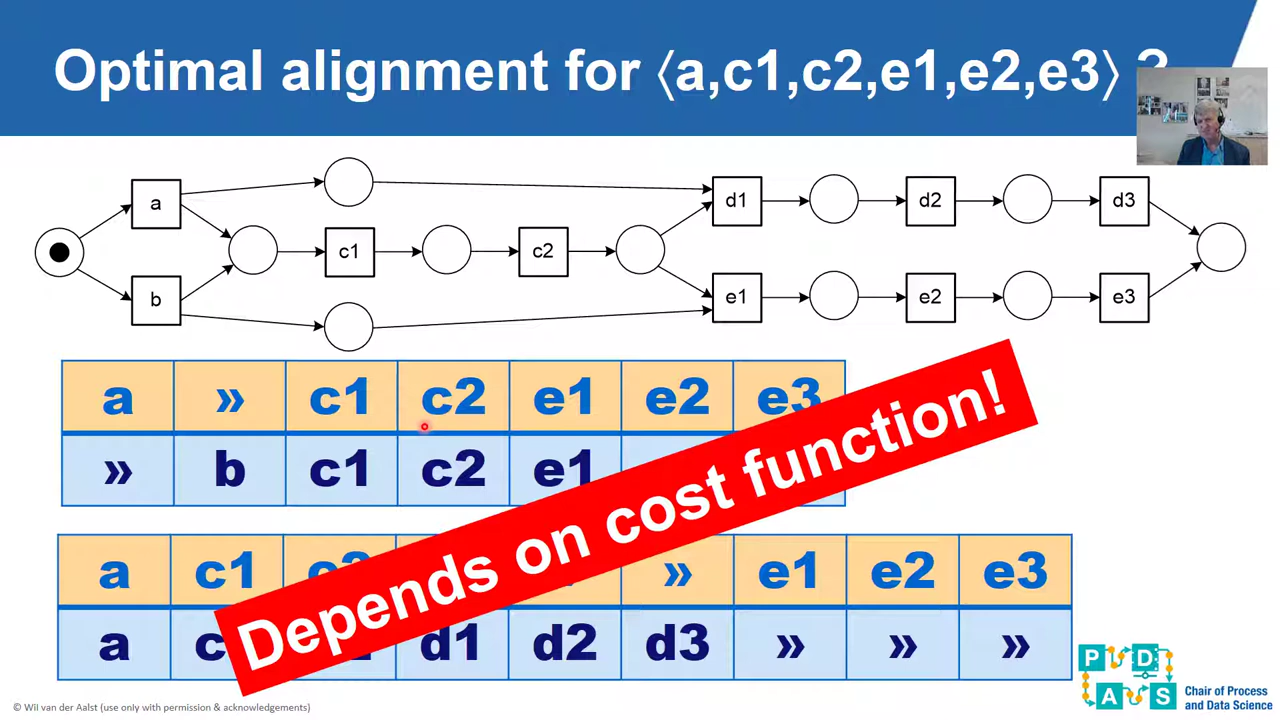 Optimal alignment for ⟨a,c1,c2,e1,e2,e3⟩ ?
a d1 d2 d3
c1 c2
b e1 e2 e3
a » c1 c2 e1 e2 e3
» b c1 c2 e1
Depends on cost function!
a c1 » e1 e2 e3
a d1 d2 d3 » » »
P D
A S
Chair of Process
and Data Science
© Wil van der Aalst (use only with permission & acknowledgements)